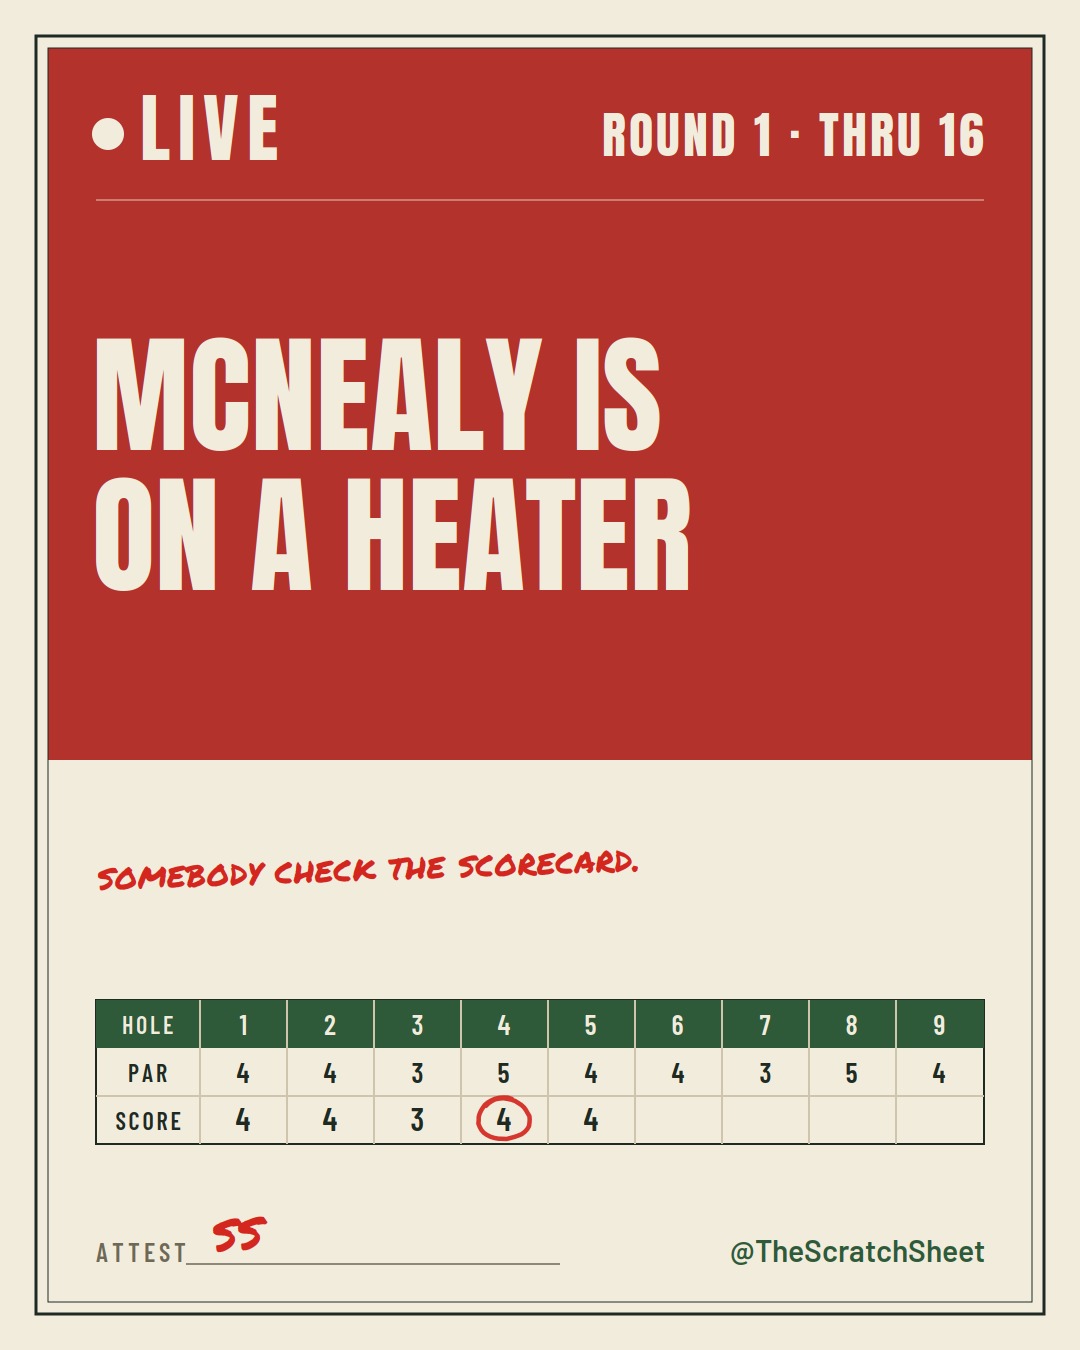 LIVE
ROUND 1 · THRU 16
MCNEALY IS
ON A HEATER
SOMEBODY CHECK THE SCORECARD.
HOLE 1 2 3 4 5 6 7 8 9
PAR 4 4 3 5 4 4 3 5 4
SCORE 4 4 3 4 4
ATTEST SS
@TheScratchSheet